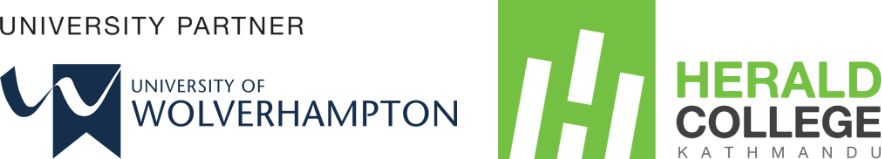 UNIVERSITY PARTNER
UNIVERSITY OF
WOLVERHAMPTON
HERALD
COLLEGE
KATHMANDU